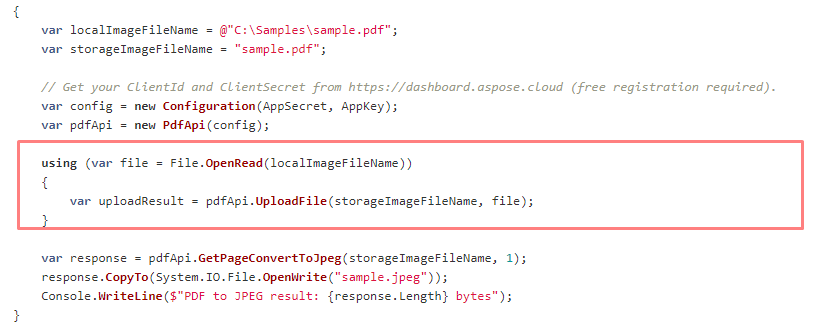 {
    var localImageFileName = @"C:\Samples\sample.pdf";
    var storageImageFileName = "sample.pdf";

    // Get your ClientId and ClientSecret from https://dashboard.aspose.cloud (free registration required).
    var config = new Configuration(AppSecret, AppKey);
    var pdfApi = new PdfApi(config);

    using (var file = File.OpenRead(localImageFileName))
    {
        var uploadResult = pdfApi.UploadFile(storageImageFileName, file);
    }

    var response = pdfApi.GetPageConvertToJpeg(storageImageFileName, 1);
    response.CopyTo(System.IO.File.OpenWrite("sample.jpeg"));
    Console.WriteLine($"PDF to JPEG result: {response.Length} bytes");
}